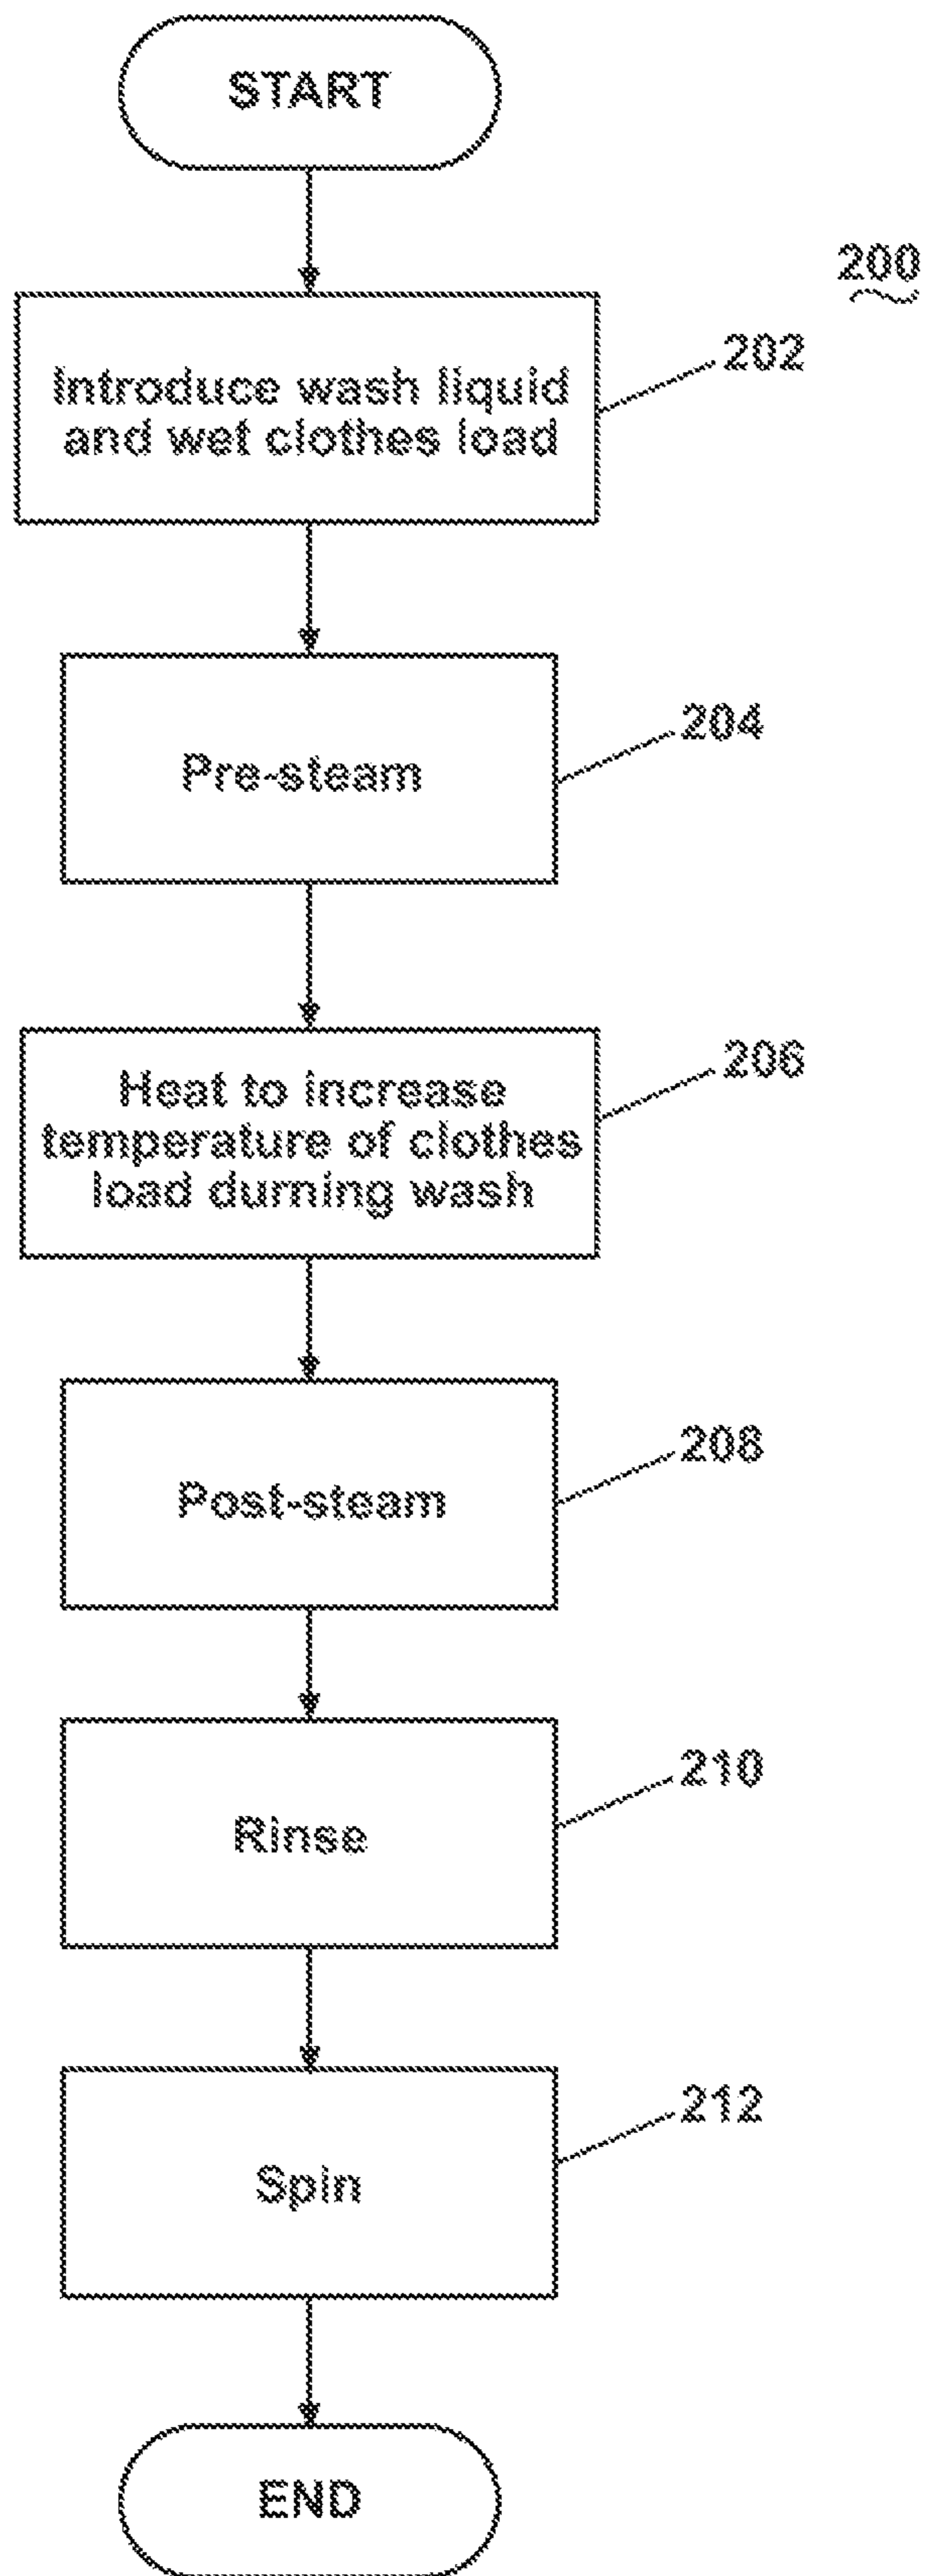 START
200
Introduce wash liquid
and wet clothes load
202
Pre-steam
204
Heat to increase
temperature of clothes
load durning wash
206
Post-steam
208
Rinse
210
Spin
212
END